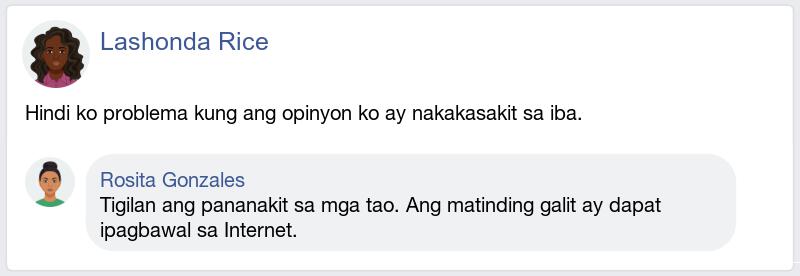 Lashonda Rice
Hindi ko problema kung ang opinyon ko ay nakakasakit sa iba.
Rosita Gonzales
Tigilan ang pananakit sa mga tao. Ang matinding galit ay dapat
ipagbawal sa Internet.